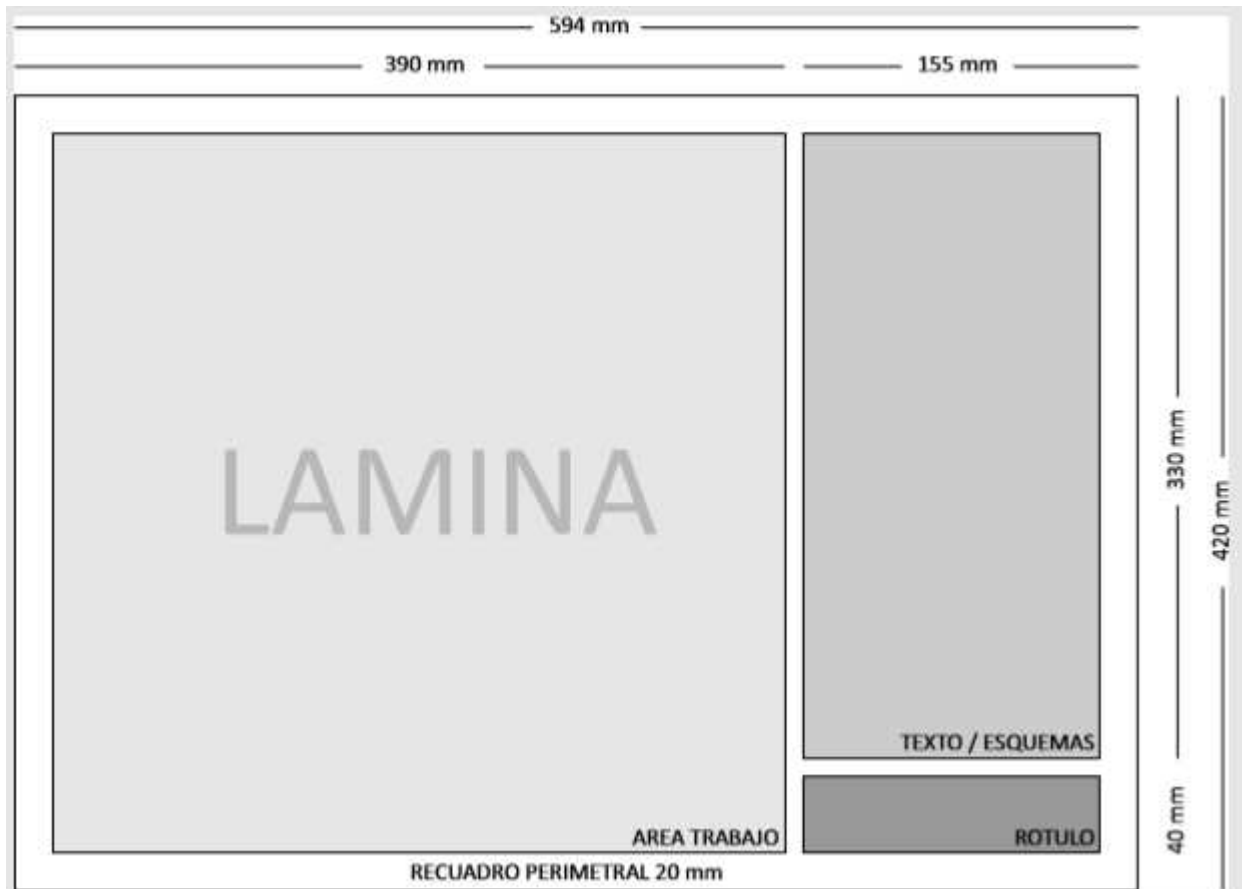 594 mm
390 mm
155 mm
LAMINA
330 mm
420 mm
TEXTO / ESQUEMAS
40 mm
AREA TRABAJO
ROTULO
RECUADRO PERIMETRAL 20 mm